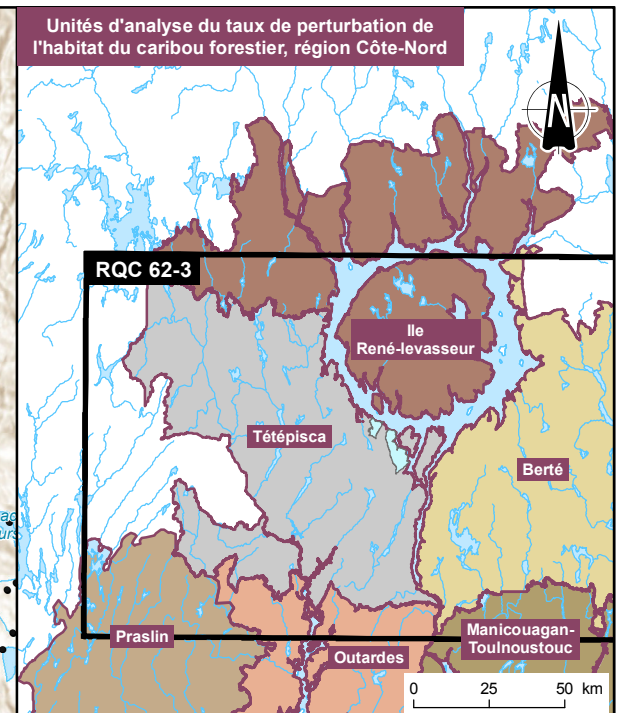 Unités d'analyse du taux de perturbation de
l'habitat du caribou forestier, région Côte-Nord
N
RQC 62-3
Ile
René-levasseur
Tétépisca
Berté
Praslin
Manicouagan-
Toulnoustouc
Outardes
0 25 50 km